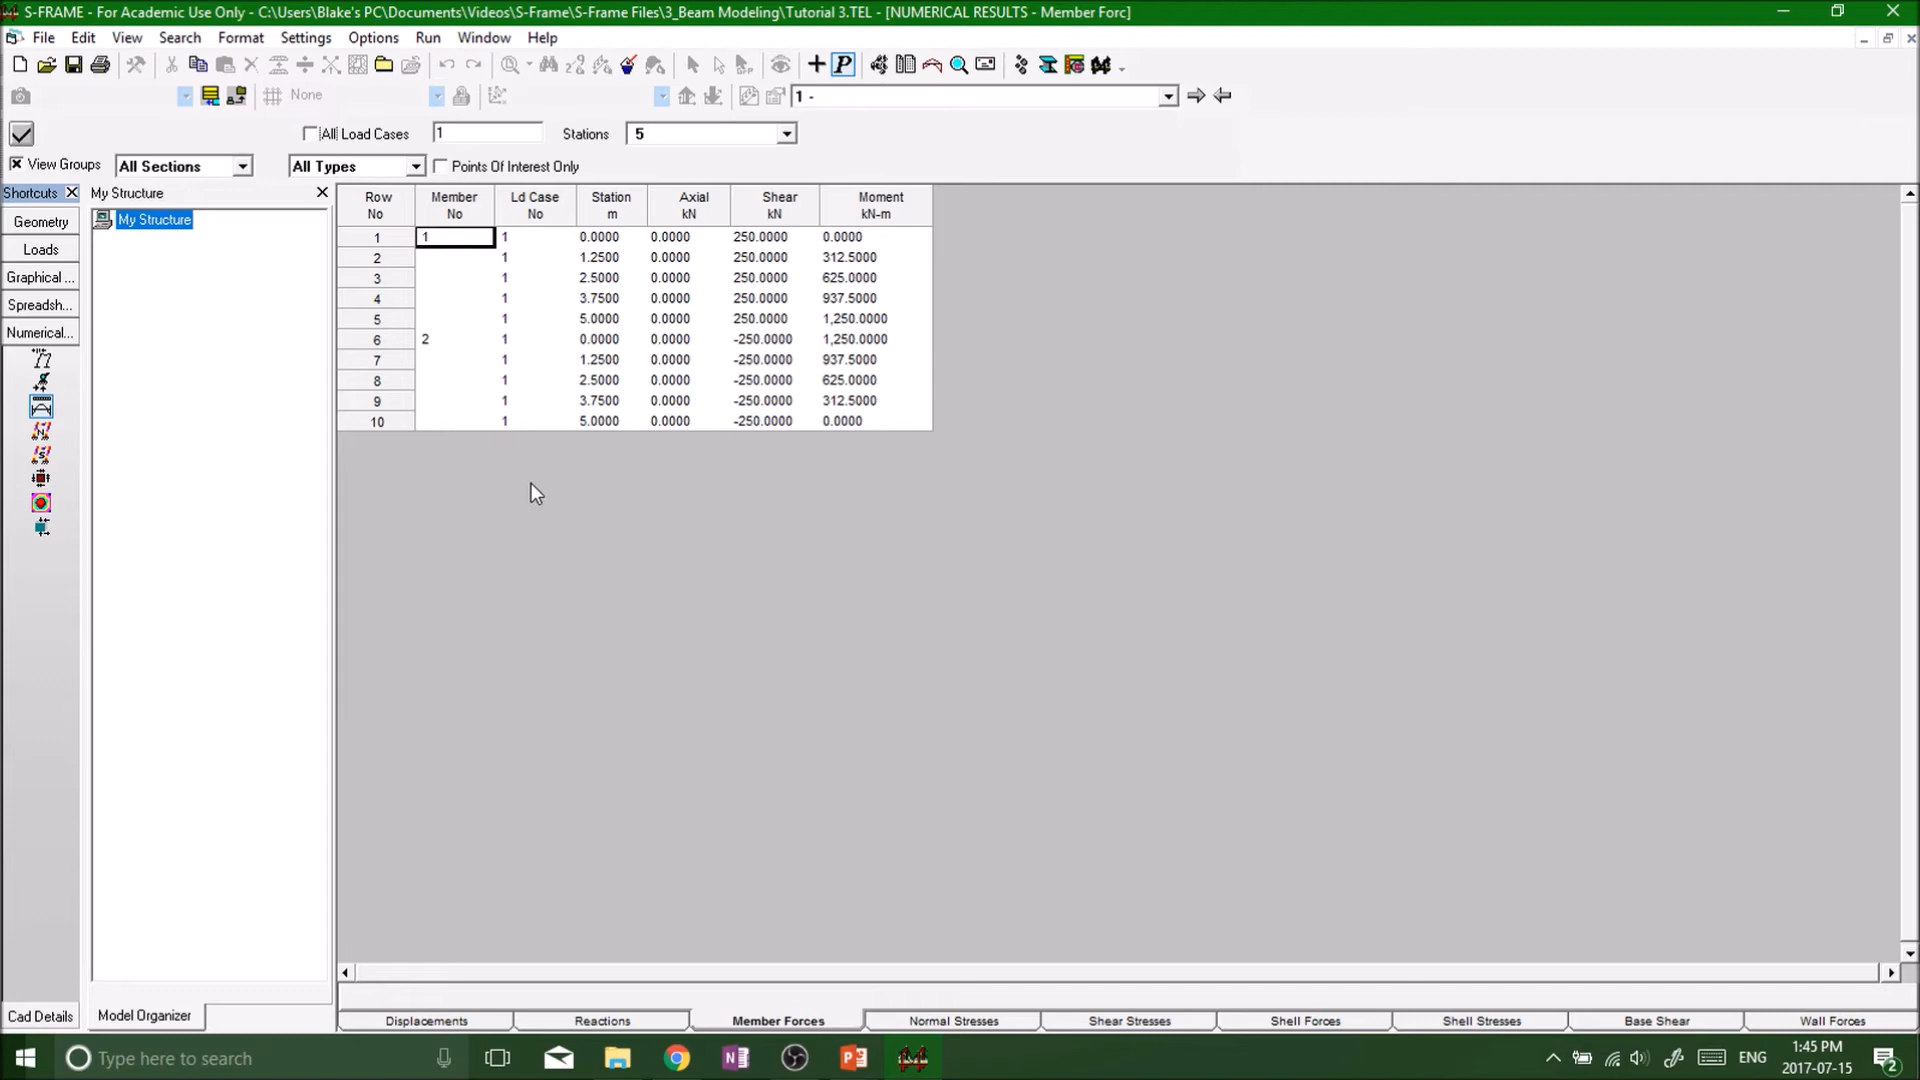 S-FRAME - For Academic Use Only - C:\Users\Blake's PC\Documents\Videos\S-Frame\S-Frame Files\3_Beam Modeling\Tutorial 3.TEL - [NUMERICAL RESULTS - Member Forc]
File Edit View Search Format Settings Options Run Window Help
P
None 1 -
All Load Cases 1 Stations 5
View Groups All Sections All Types Points Of Interest Only
Shortcuts My Structure
Geometry My Structure
Loads
Graphical ...
Spreadsh...
Numerical...
Row No Member No Ld Case No Station m Axial kN Shear kN Moment kN-m
1 1 1 0.0000 0.0000 250.0000 0.0000
2 1 1.2500 0.0000 250.0000 312.5000
3 1 2.5000 0.0000 250.0000 625.0000
4 1 3.7500 0.0000 250.0000 937.5000
5 1 5.0000 0.0000 250.0000 1,250.0000
6 2 1 0.0000 0.0000 -250.0000 1,250.0000
7 1 1.2500 0.0000 -250.0000 937.5000
8 1 2.5000 0.0000 -250.0000 625.0000
9 1 3.7500 0.0000 -250.0000 312.5000
10 1 5.0000 0.0000 -250.0000 0.0000
Cad Details Model Organizer
Displacements Reactions Member Forces Normal Stresses Shear Stresses Shell Forces Shell Stresses Base Shear Wall Forces
Type here to search ENG 1:45 PM
2017-07-15 2